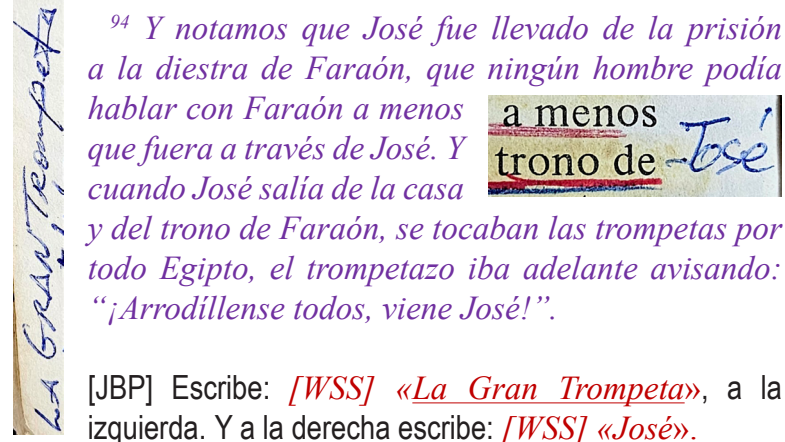 LA GRAN Trompeta
94 Y notamos que José fue llevado de la prisión
a la diestra de Faraón, que ningún hombre podía
hablar con Faraón a menos
que fuera a través de José. Y
cuando José salía de la casa
a menos
trono de José
y del trono de Faraón, se tocaban las trompetas por
todo Egipto, el trompetazo iba adelante avisando:
“¡Arrodíllense todos, viene José!”.
[JBP] Escribe: [WSS] «La Gran Trompeta», a la
izquierda. Y a la derecha escribe: [WSS] «José».